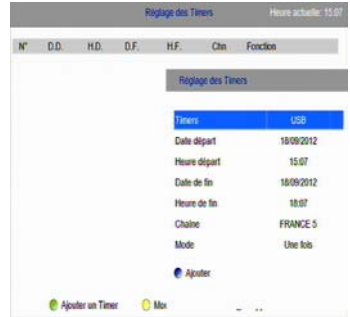 Réglage des Timers Heure actuelle: 15:07
N° D.D. H.D. D.F. H.F. Chn Fonction
Réglage des Timers
Timers USB
Date départ 18/09/2012
Heure départ 15:07
Date de fin 18/09/2012
Heure de fin 18:07
Chaîne FRANCE 5
Mode Une fois
Ajouter
Ajouter un Timer